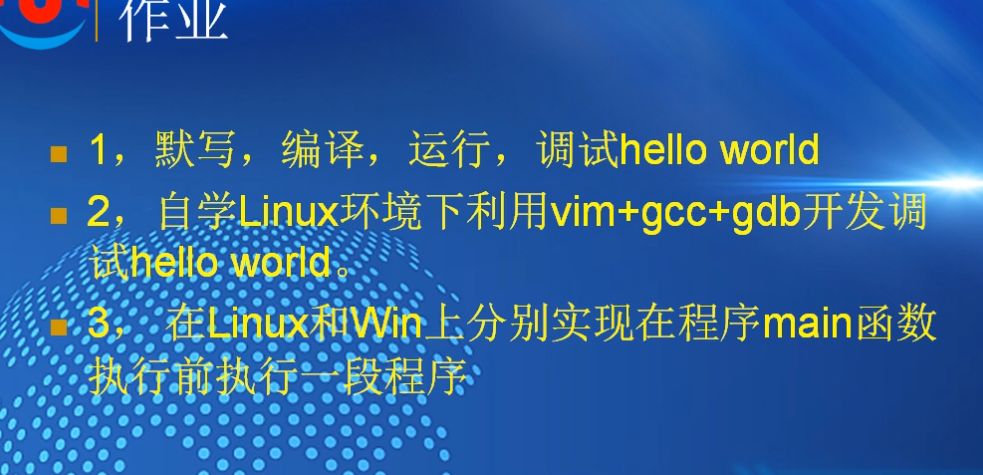 作业
1，默写，编译，运行，调试hello world
2， 自学Linux环境下利用vim+gcc+gdb开发调
试hello world。
3， 在Linux和Win上分别实现在程序main函数
执行前执行一段程序